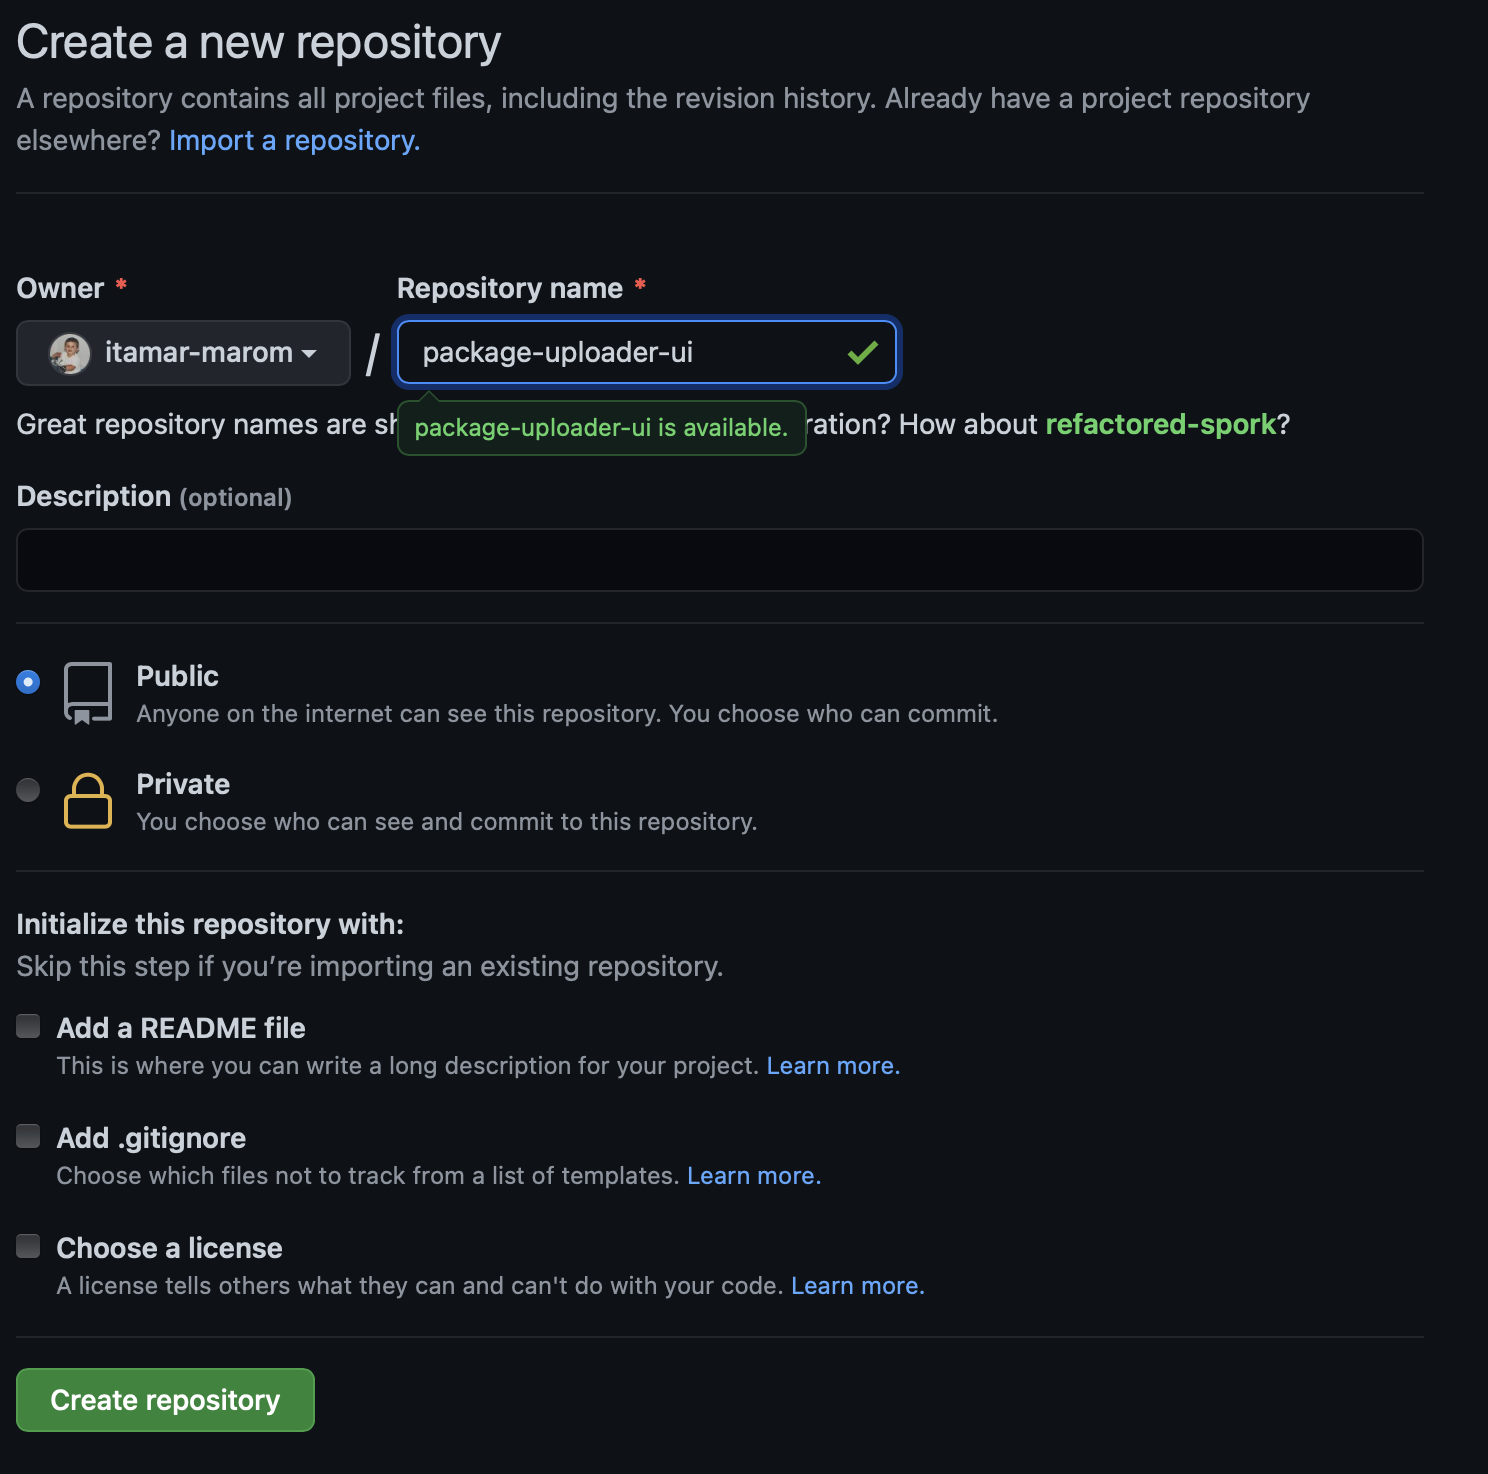 Create a new repository
A repository contains all project files, including the revision history. Already have a project repository
elsewhere? Import a repository.
Owner * Repository name *
itamar-marom / package-uploader-ui
Great repository names are sh package-uploader-ui is available. ration? How about refactored-spork?
Description (optional)
Public
Anyone on the internet can see this repository. You choose who can commit.
Private
You choose who can see and commit to this repository.
Initialize this repository with:
Skip this step if you’re importing an existing repository.
Add a README file
This is where you can write a long description for your project. Learn more.
Add .gitignore
Choose which files not to track from a list of templates. Learn more.
Choose a license
A license tells others what they can and can't do with your code. Learn more.
Create repository